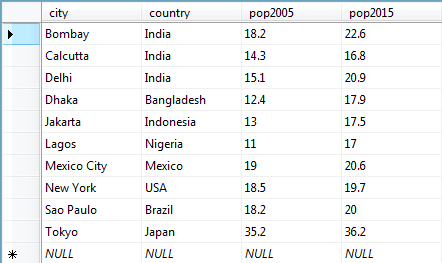 city country pop2005 pop2015
Bombay India 18.2 22.6
Calcutta India 14.3 16.8
Delhi India 15.1 20.9
Dhaka Bangladesh 12.4 17.9
Jakarta Indonesia 13 17.5
Lagos Nigeria 11 17
Mexico City Mexico 19 20.6
New York USA 18.5 19.7
Sao Paulo Brazil 18.2 20
Tokyo Japan 35.2 36.2
NULL NULL NULL NULL